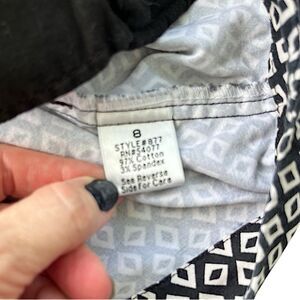 8
STYLE#877
RN#54077
97% Cotton
3% Spandex
See Reverse
Side For Care